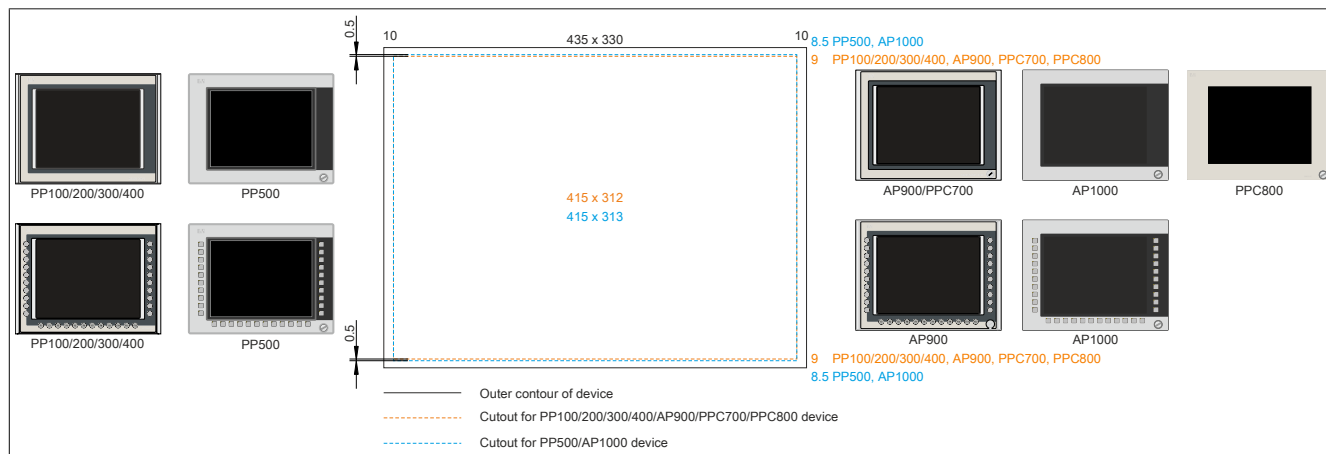 0.5
10
435 x 330
10
8.5 PP500, AP1000
9 PP100/200/300/400, AP900, PPC700, PPC800
PP100/200/300/400
PP500
AP900/PPC700
AP1000
PPC800
415 x 312
415 x 313
PP100/200/300/400
PP500
0.5
AP900
AP1000
9 PP100/200/300/400, AP900, PPC700, PPC800
8.5 PP500, AP1000
Outer contour of device
Cutout for PP100/200/300/400/AP900/PPC700/PPC800 device
Cutout for PP500/AP1000 device